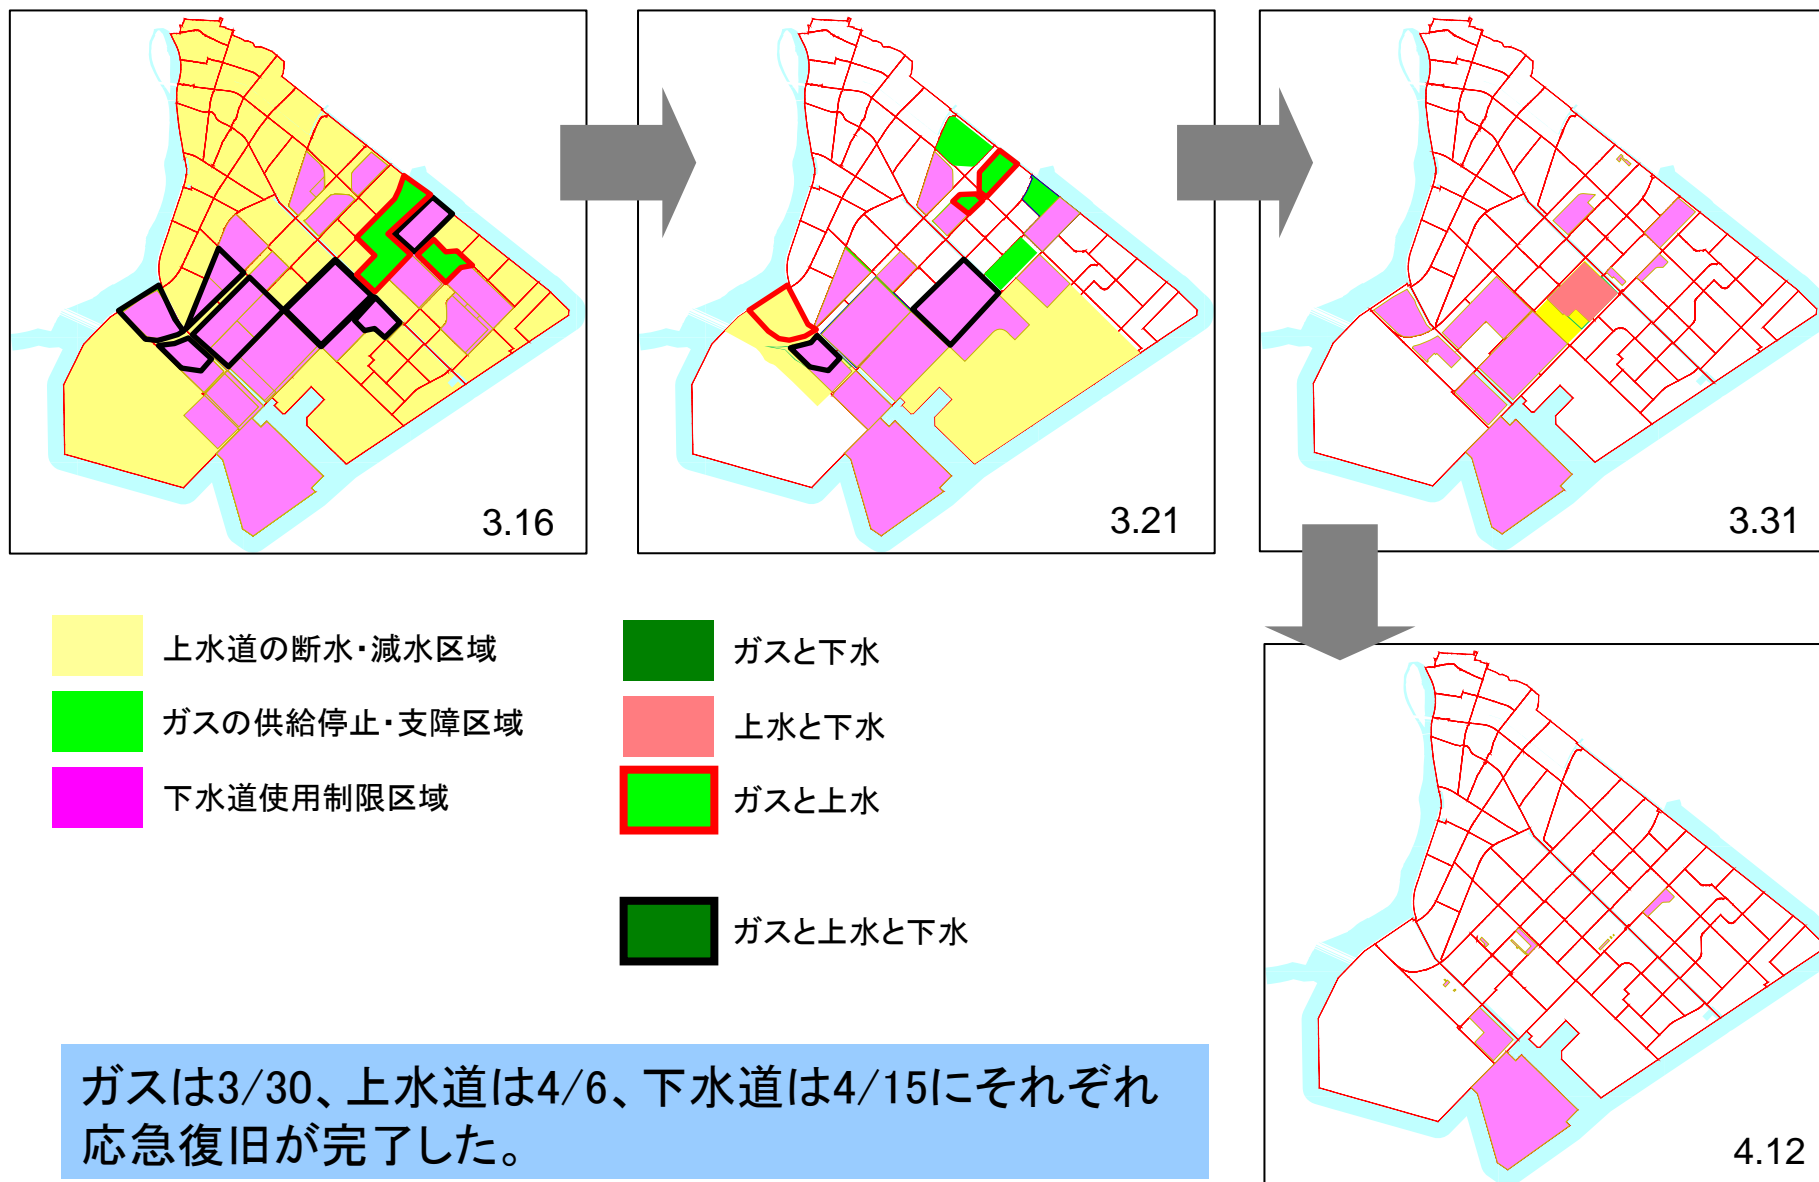 3.16
3.21
3.31
上水道の断水・減水区域
ガスの供給停止・支障区域
下水道使用制限区域
ガスと下水
上水と下水
ガスと上水
ガスと上水と下水
4.12
ガスは3/30、上水道は4/6、下水道は4/15にそれぞれ
応急復旧が完了した。